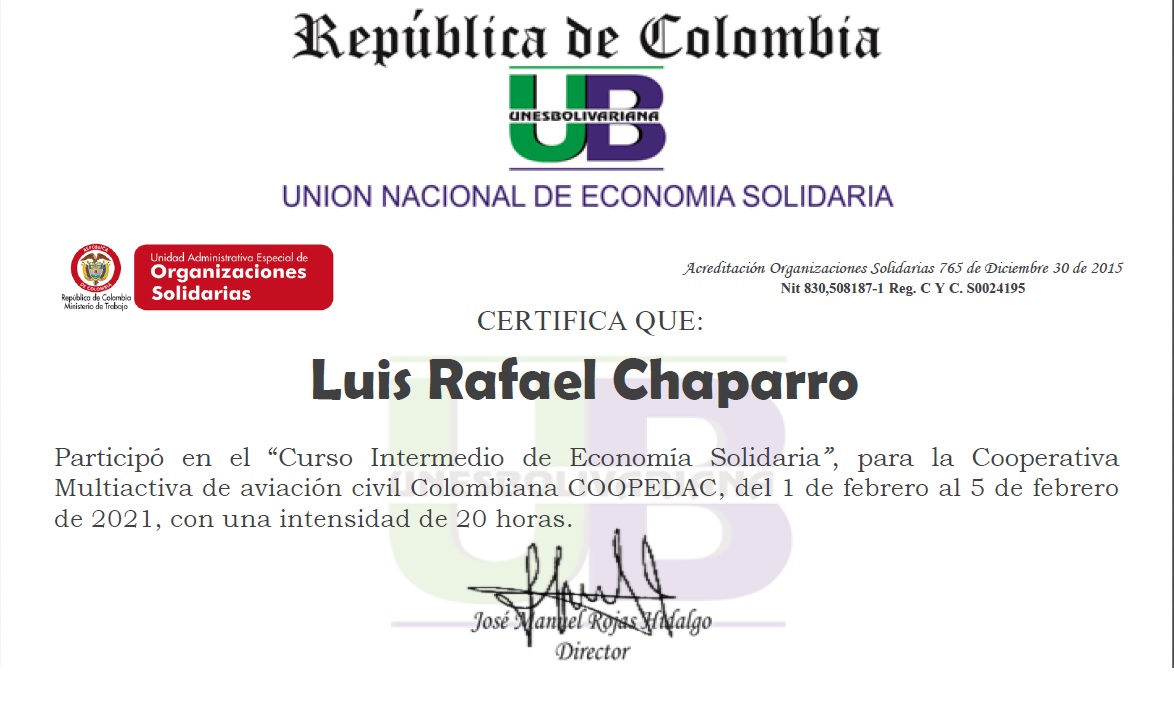 República de Colombia
UB
UNESBOLIVARIANA
UNION NACIONAL DE ECONOMIA SOLIDARIA
REPUBLICA
DE COLOMBIA
República de Colombia
Ministerio de Trabajo
Unidad Administrativa Especial de
Organizaciones
Solidarias
Acreditación Organizaciones Solidarias 765 de Diciembre 30 de 2015
Nit 830,508187-1 Reg. C Y C. S0024195
CERTIFICA QUE:
Luis Rafael Chaparro
Participó en el “Curso Intermedio de Economía Solidaria”, para la Cooperativa
Multiactiva de aviación civil Colombiana COOPEDAC, del 1 de febrero al 5 de febrero
de 2021, con una intensidad de 20 horas.
UB
UNESBOLIVARIANA
José Manuel Rojas Hidalgo
Director